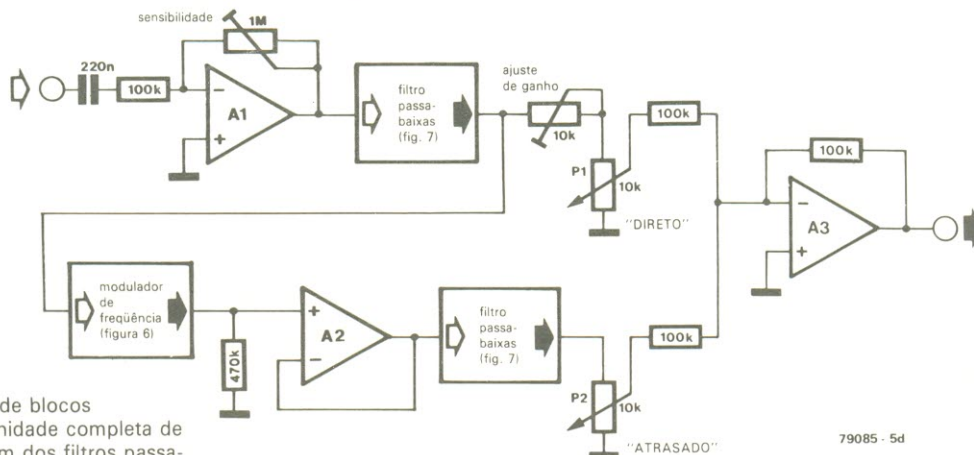 sensibilidade
1M
220n
100k
−
A1
+
filtro
passa-
baixas
(fig. 7)
ajuste
de ganho
10k
P1
10k
"DIRETO"
100k
100k
−
A3
+
modulador
de
freqüência
(figura 6)
470k
+
A2
−
filtro
passa-
baixas
(fig. 7)
P2
10k
"ATRASADO"
100k
de blocos
nidade completa de
m dos filtros passa-
79085 - 5d